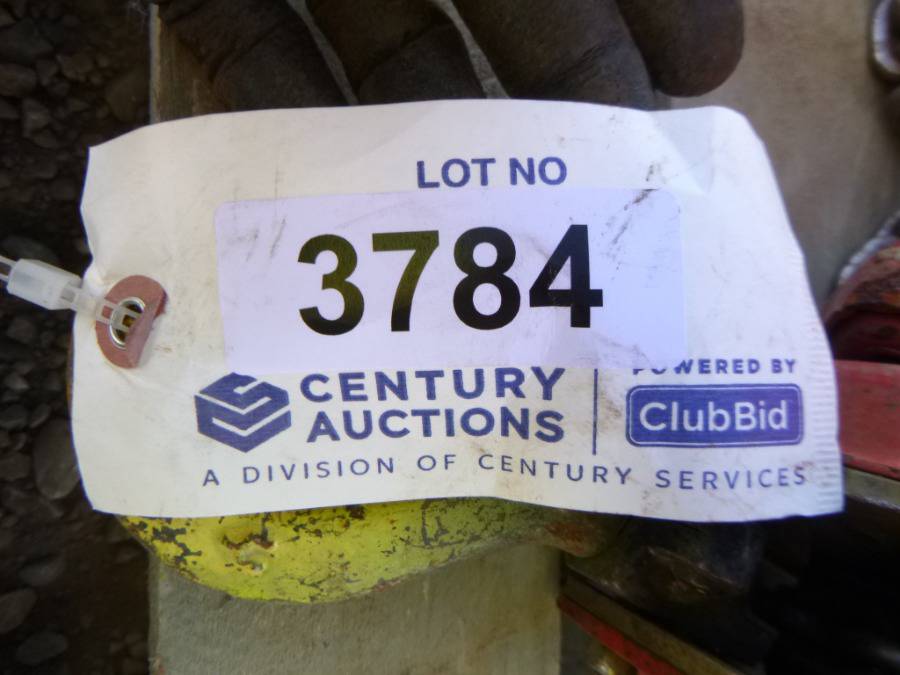 LOT NO
3784
CENTURY
AUCTIONS
POWERED BY
ClubBid
A DIVISION OF CENTURY SERVICES